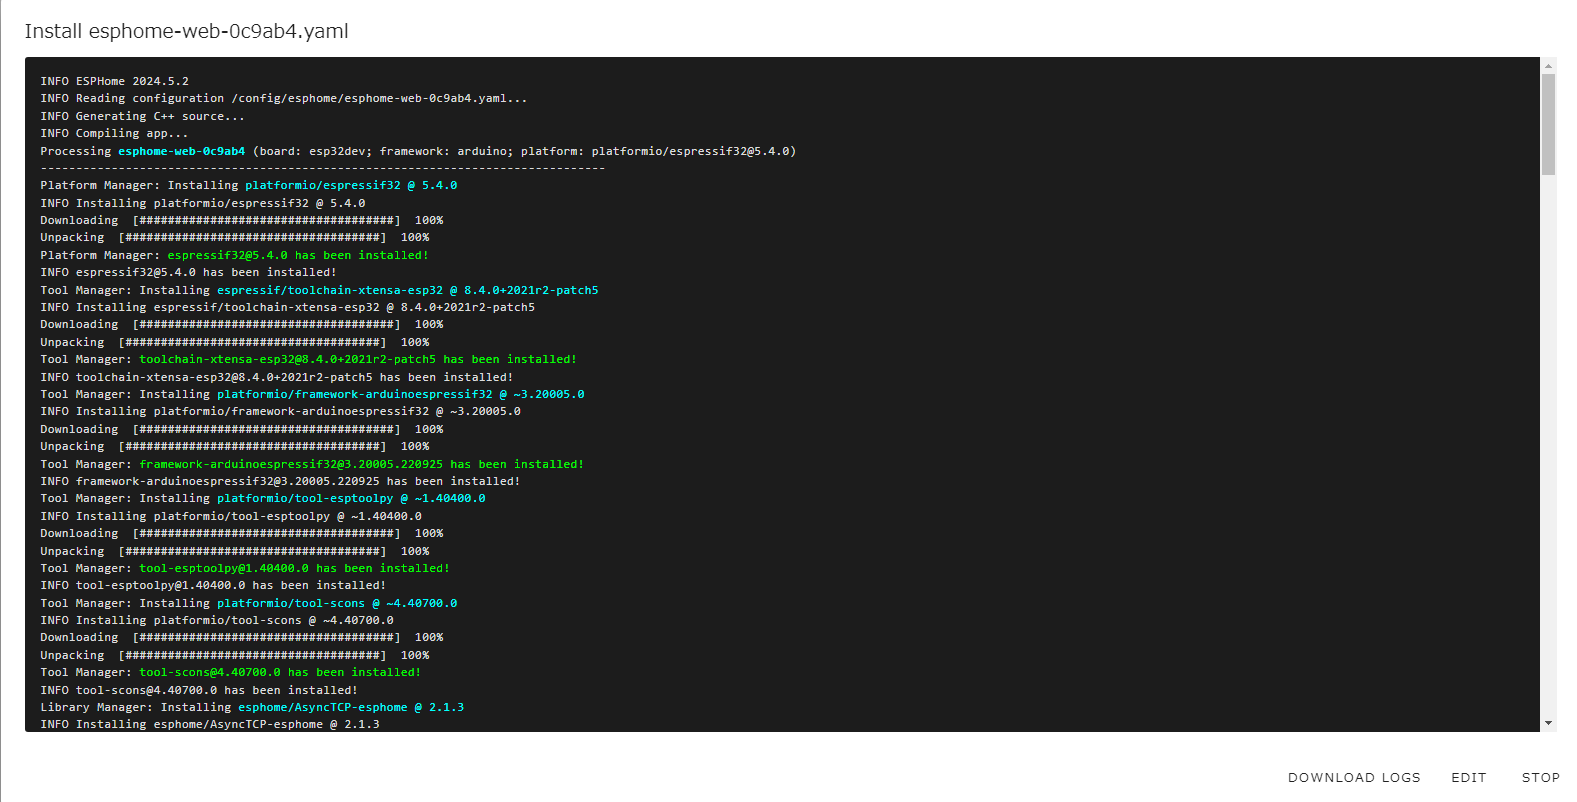 Install esphome-web-0c9ab4.yaml
INFO ESPHome 2024.5.2
INFO Reading configuration /config/esphome/esphome-web-0c9ab4.yaml...
INFO Generating C++ source...
INFO Compiling app...
Processing esphome-web-0c9ab4 (board: esp32dev; framework: arduino; platform: platformio/espressif32@5.4.0)
--------------------------------------------------------------------------------
Platform Manager: Installing platformio/espressif32 @ 5.4.0
INFO Installing platformio/espressif32 @ 5.4.0
Downloading  [####################################]  100%
Unpacking  [####################################]  100%
Platform Manager: espressif32@5.4.0 has been installed!
INFO espressif32@5.4.0 has been installed!
Tool Manager: Installing espressif/toolchain-xtensa-esp32 @ 8.4.0+2021r2-patch5
INFO Installing espressif/toolchain-xtensa-esp32 @ 8.4.0+2021r2-patch5
Downloading  [####################################]  100%
Unpacking  [####################################]  100%
Tool Manager: toolchain-xtensa-esp32@8.4.0+2021r2-patch5 has been installed!
INFO toolchain-xtensa-esp32@8.4.0+2021r2-patch5 has been installed!
Tool Manager: Installing platformio/framework-arduinoespressif32 @ ~3.20005.0
INFO Installing platformio/framework-arduinoespressif32 @ ~3.20005.0
Downloading  [####################################]  100%
Unpacking  [####################################]  100%
Tool Manager: framework-arduinoespressif32@3.20005.220925 has been installed!
INFO framework-arduinoespressif32@3.20005.220925 has been installed!
Tool Manager: Installing platformio/tool-esptoolpy @ ~1.40400.0
INFO Installing platformio/tool-esptoolpy @ ~1.40400.0
Downloading  [####################################]  100%
Unpacking  [####################################]  100%
Tool Manager: tool-esptoolpy@1.40400.0 has been installed!
INFO tool-esptoolpy@1.40400.0 has been installed!
Tool Manager: Installing platformio/tool-scons @ ~4.40700.0
INFO Installing platformio/tool-scons @ ~4.40700.0
Downloading  [####################################]  100%
Unpacking  [####################################]  100%
Tool Manager: tool-scons@4.40700.0 has been installed!
INFO tool-scons@4.40700.0 has been installed!
Library Manager: Installing esphome/AsyncTCP-esphome @ 2.1.3
INFO Installing esphome/AsyncTCP-esphome @ 2.1.3
DOWNLOAD LOGS EDIT STOP